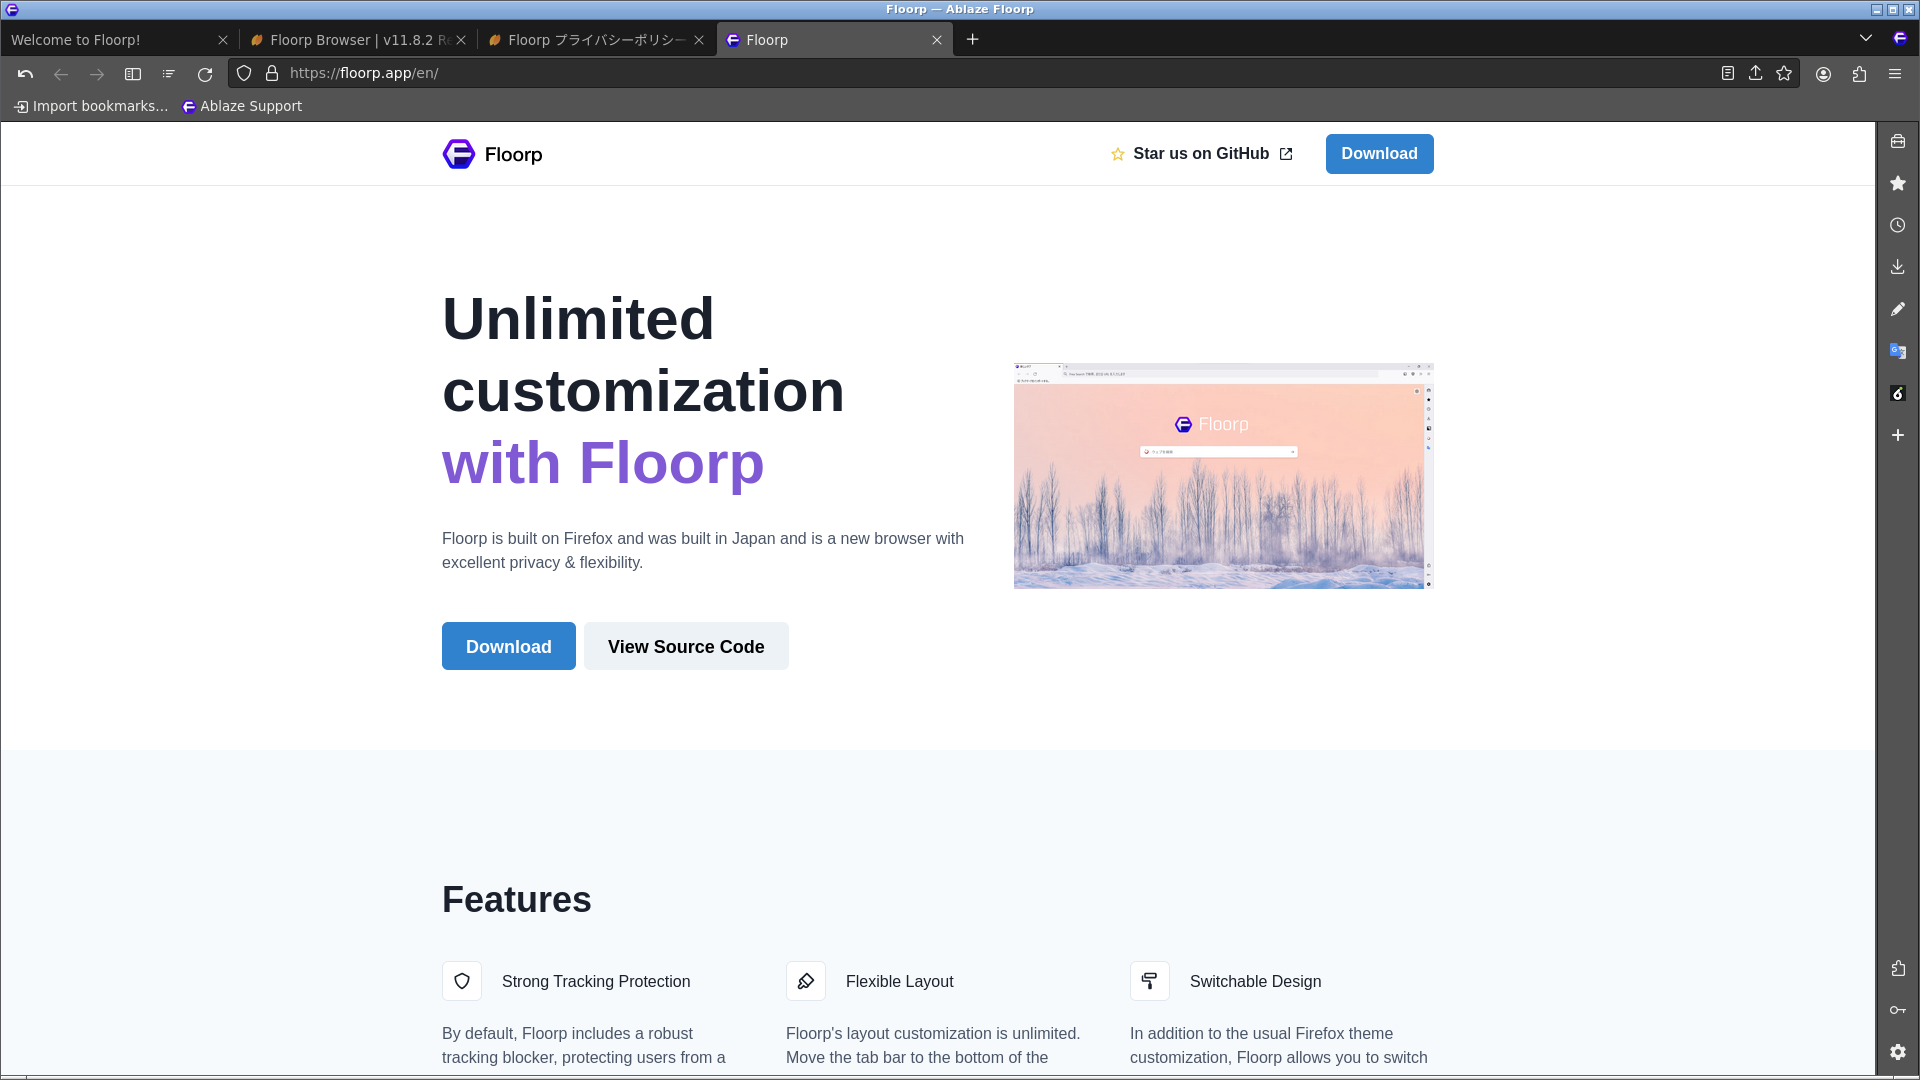 Floorp — Ablaze Floorp
Welcome to Floorp!
Floorp Browser | v11.8.2 Re
Floorp プライバシーポリシー
Floorp
https://floorp.app/en/
Import bookmarks...
Ablaze Support
Floorp
Star us on GitHub
Download
Unlimited
customization
with Floorp
Floorp
Floorp is built on Firefox and was built in Japan and is a new browser with
excellent privacy & flexibility.
Download
View Source Code
Features
Strong Tracking Protection
Flexible Layout
Switchable Design
By default, Floorp includes a robust
tracking blocker, protecting users from a
Floorp's layout customization is unlimited.
Move the tab bar to the bottom of the
In addition to the usual Firefox theme
customization, Floorp allows you to switch